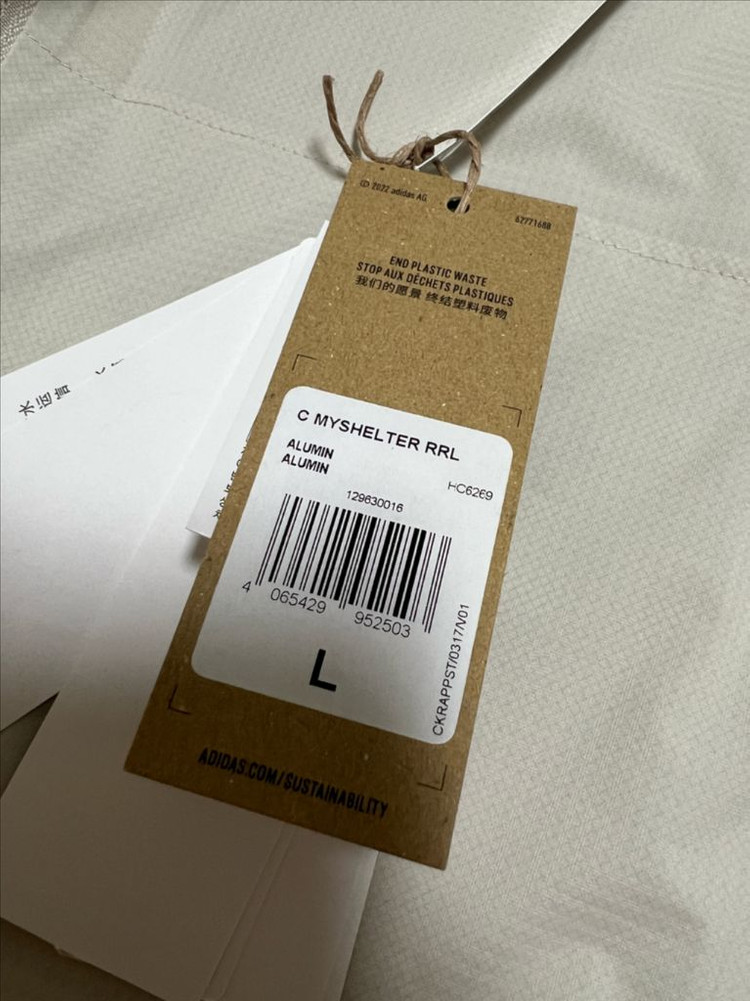 © 2022 adidas AG
62771688
END PLASTIC WASTE
STOP AUX DÉCHETS PLASTIQUES
我们的愿景 终结塑料废物
C MYSHELTER RRL
ALUMIN
ALUMIN
HC6269
129630016
4 065429 952503
L
CKRAPPST/0317/V01
ADIDAS.COM/SUSTAINABILITY